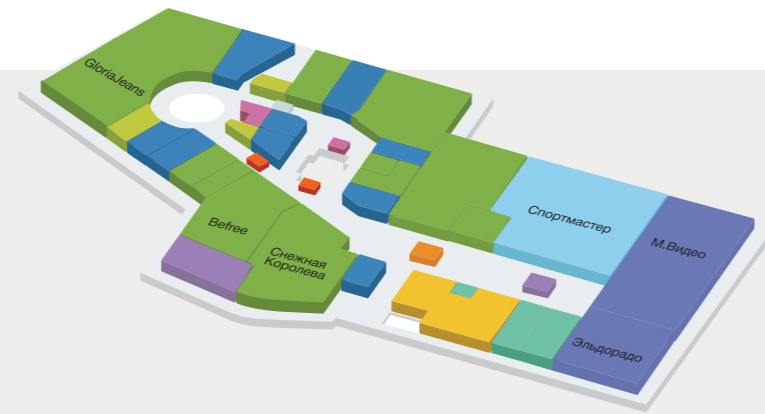 GloriaJeans
Befree
Снежная
Королева
Спортмастер
М.Видео
Эльдорадо